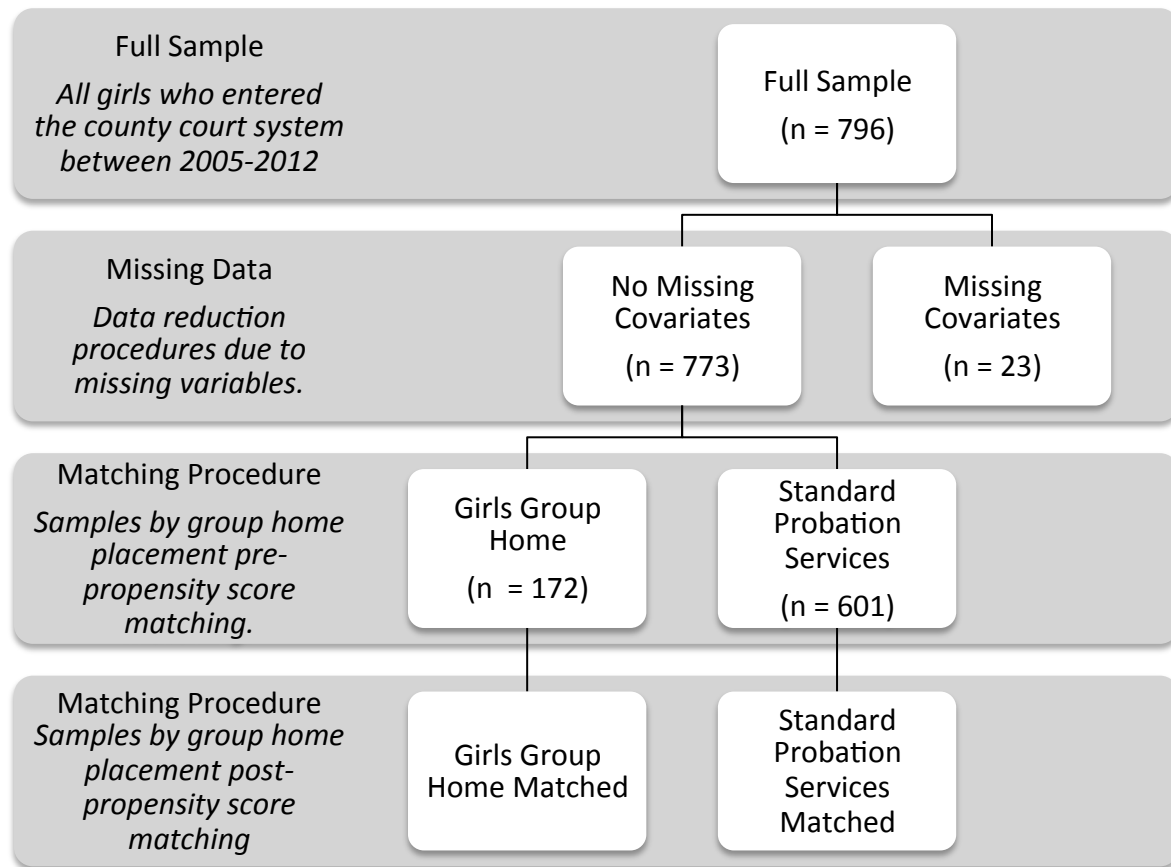 Full Sample
All girls who entered
the county court system
between 2005-2012
Full Sample
(n = 796)
Missing Data
Data reduction
procedures due to
missing variables.
No Missing
Covariates
(n = 773)
Missing
Covariates
(n = 23)
Matching Procedure
Samples by group home
placement pre-
propensity score
matching.
Girls Group
Home
(n = 172)
Standard
Probation
Services
(n = 601)
Matching Procedure
Samples by group home
placement post-
propensity score
matching
Girls Group
Home Matched
Standard
Probation
Services
Matched